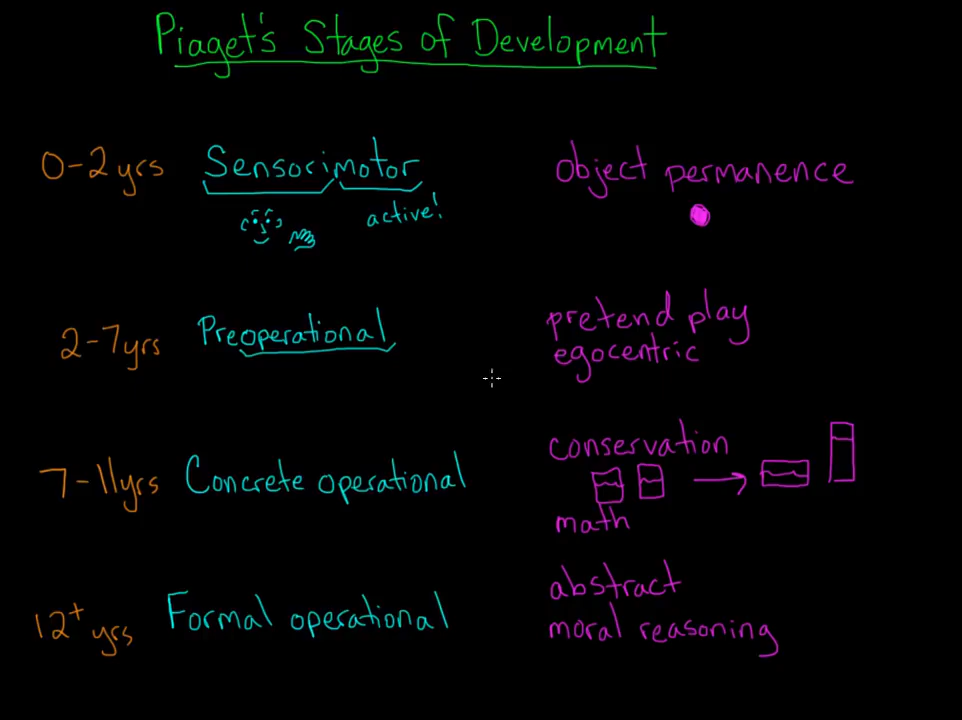 Piaget's Stages of Development
0-2yrs Sensorimotor object permanence
active!
2-7yrs Preoperational pretend play
egocentric
7-11yrs Concrete operational conservation
math
12+ yrs Formal operational abstract
moral reasoning